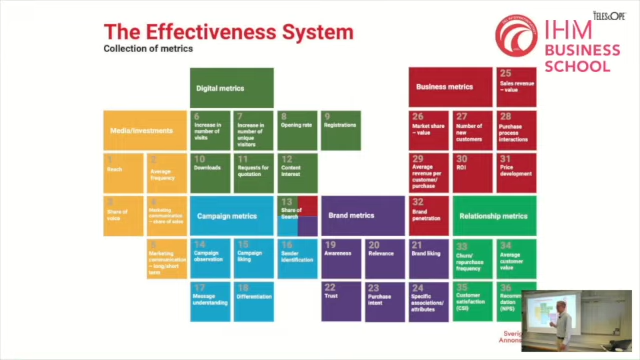 TELESCOPE
The Effectiveness System
Collection of metrics
IHM
BUSINESS
SCHOOL
Digital metrics
Business metrics
25
Sales revenue
– value
Media/investments
6
Increase in
number of
visits
7
Increase in
number of
unique
visitors
8
Opening rate
9
Registrations
26
Market share
– value
27
Number of
new
customers
28
Purchase
process
interactions
1
Reach
2
Average
frequency
10
Downloads
11
Requests for
quotation
12
Content
Interest
29
Average
revenue per
customer/
purchase
30
ROI
31
Price
development
3
Share of
voice
4
Marketing
communication
– share of value
Campaign metrics
13
Share of
Search
Brand metrics
32
Brand
penetration
Relationship metrics
5
Marketing
communication
– long/short
term
14
Campaign
observation
15
Campaign
liking
16
Sender
identification
19
Awareness
20
Relevance
21
Brand liking
33
Churn/
repurchase
frequency
34
Average
customer
value
17
Message
understanding
18
Differentiation
22
Trust
23
Purchase
intent
24
Specific
associations/
attributes
35
Customer
satisfaction
(CSI)
36
Recommen
dation
(NPS)
Sverig
Annons